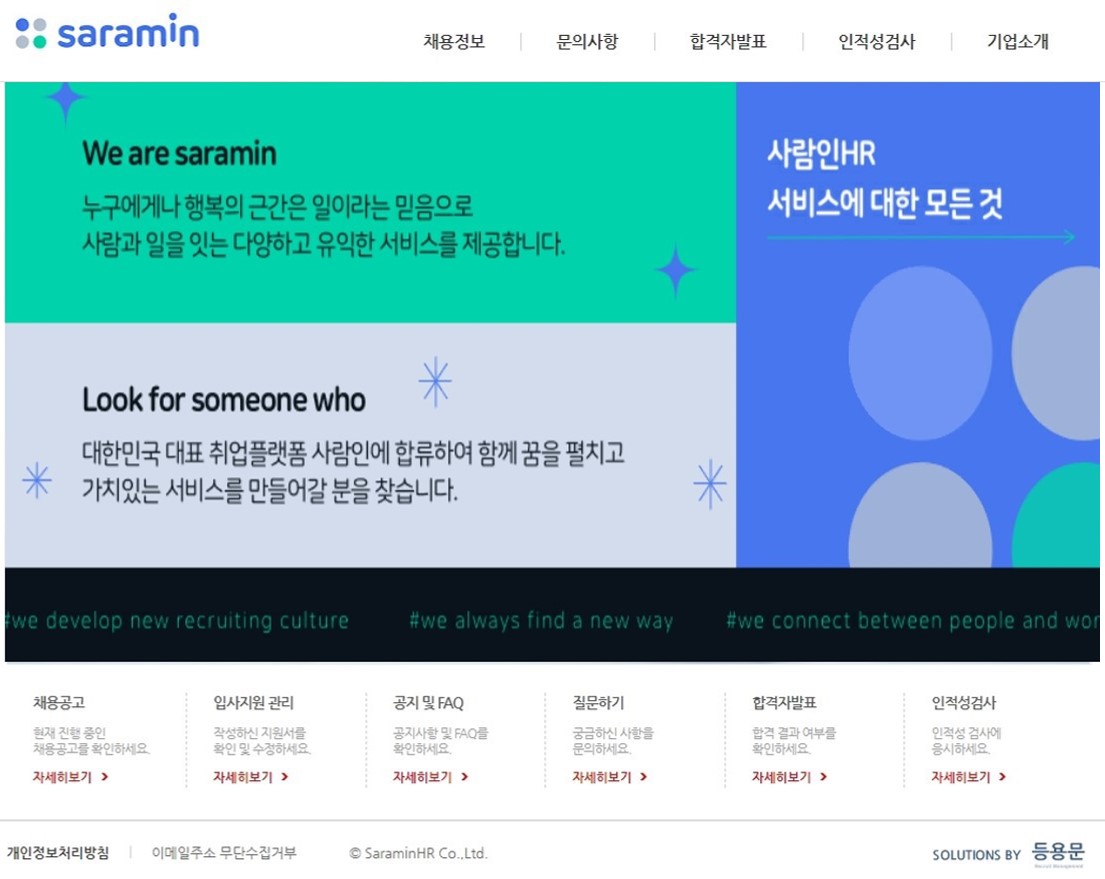 saramin
채용정보
문의사항
합격자발표
인적성검사
기업소개
We are saramin
누구에게나 행복의 근간은 일이라는 믿음으로
사람과 일을 잇는 다양하고 유익한 서비스를 제공합니다.
사람인HR
서비스에 대한 모든 것
Look for someone who
대한민국 대표 취업플랫폼 사람인에 합류하여 함께 꿈을 펼치고
가치있는 서비스를 만들어갈 분을 찾습니다.
#we develop new recruiting culture
#we always find a new way
#we connect between people and wor
채용공고
현재 진행 중인
채용공고를 확인하세요.
자세히보기
입사지원 관리
작성하신 지원서를
확인 및 수정하세요.
자세히보기
공지 및 FAQ
공지사항 및 FAQ를
확인하세요.
자세히보기
질문하기
궁금하신 사항을
문의하세요.
자세히보기
합격자발표
합격 결과 여부를
확인하세요.
자세히보기
인적성검사
인적성 검사에
응시하세요.
자세히보기
개인정보처리방침
이메일주소 무단수집거부
© SaraminHR Co.,Ltd.
SOLUTIONS BY 등용문